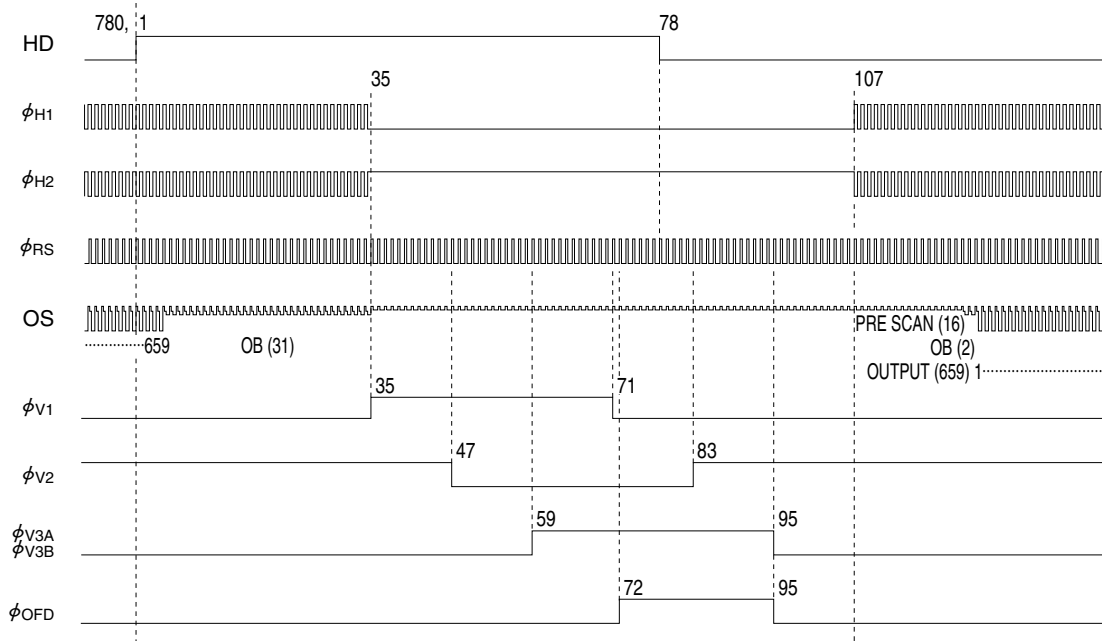 780, 1 78
HD
35 107
ϕH1
ϕH2
ϕRS
OS
PRE SCAN (16)
659 OB (31) OB (2)
OUTPUT (659) 1
35 71
ϕV1
47 83
ϕV2
59 95
ϕV3A
ϕV3B
72 95
ϕOFD